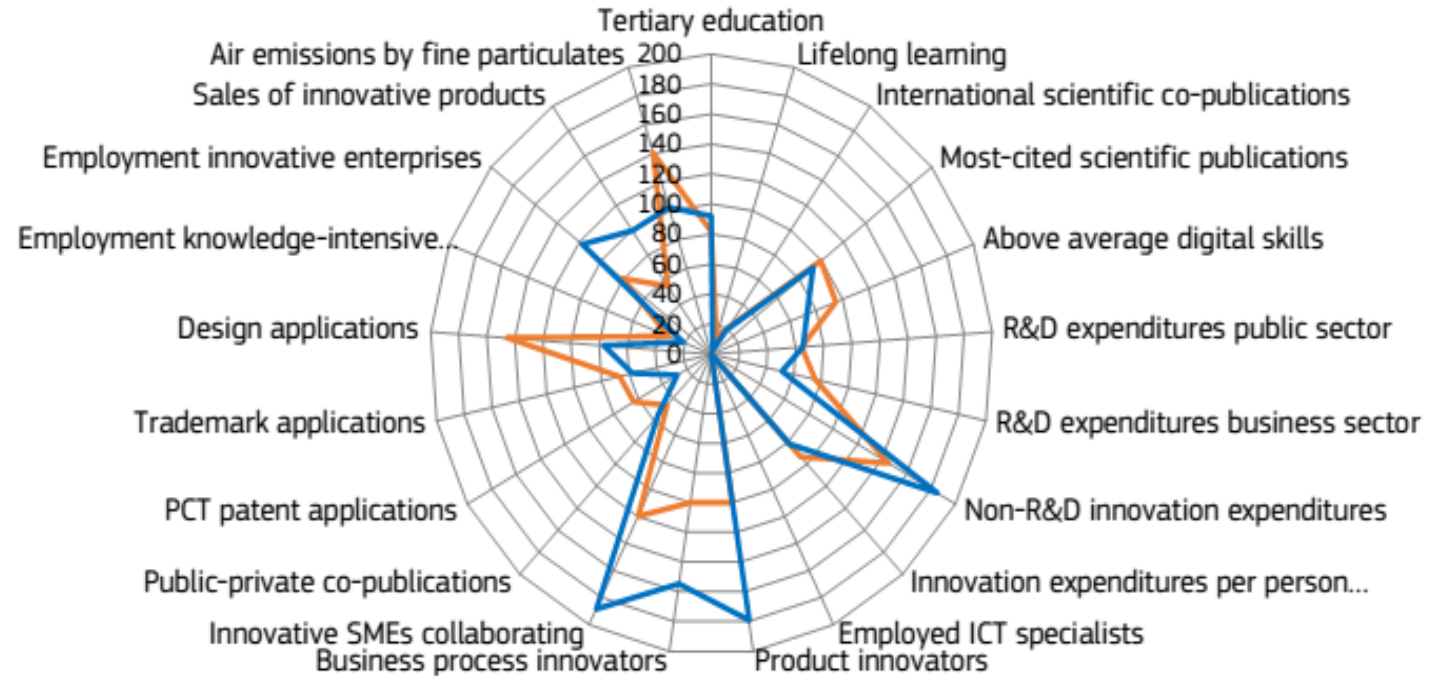 Tertiary education
Air emissions by fine particulates
200
Lifelong learning
Sales of innovative products
180
International scientific co-publications
160
Employment innovative enterprises
140
Most-cited scientific publications
120
100
Employment knowledge-intensive...
80
Above average digital skills
60
40
Design applications
20
R&D expenditures public sector
0
Trademark applications
R&D expenditures business sector
PCT patent applications
Non-R&D innovation expenditures
Public-private co-publications
Innovation expenditures per person...
Innovative SMEs collaborating
Employed ICT specialists
Business process innovators
Product innovators